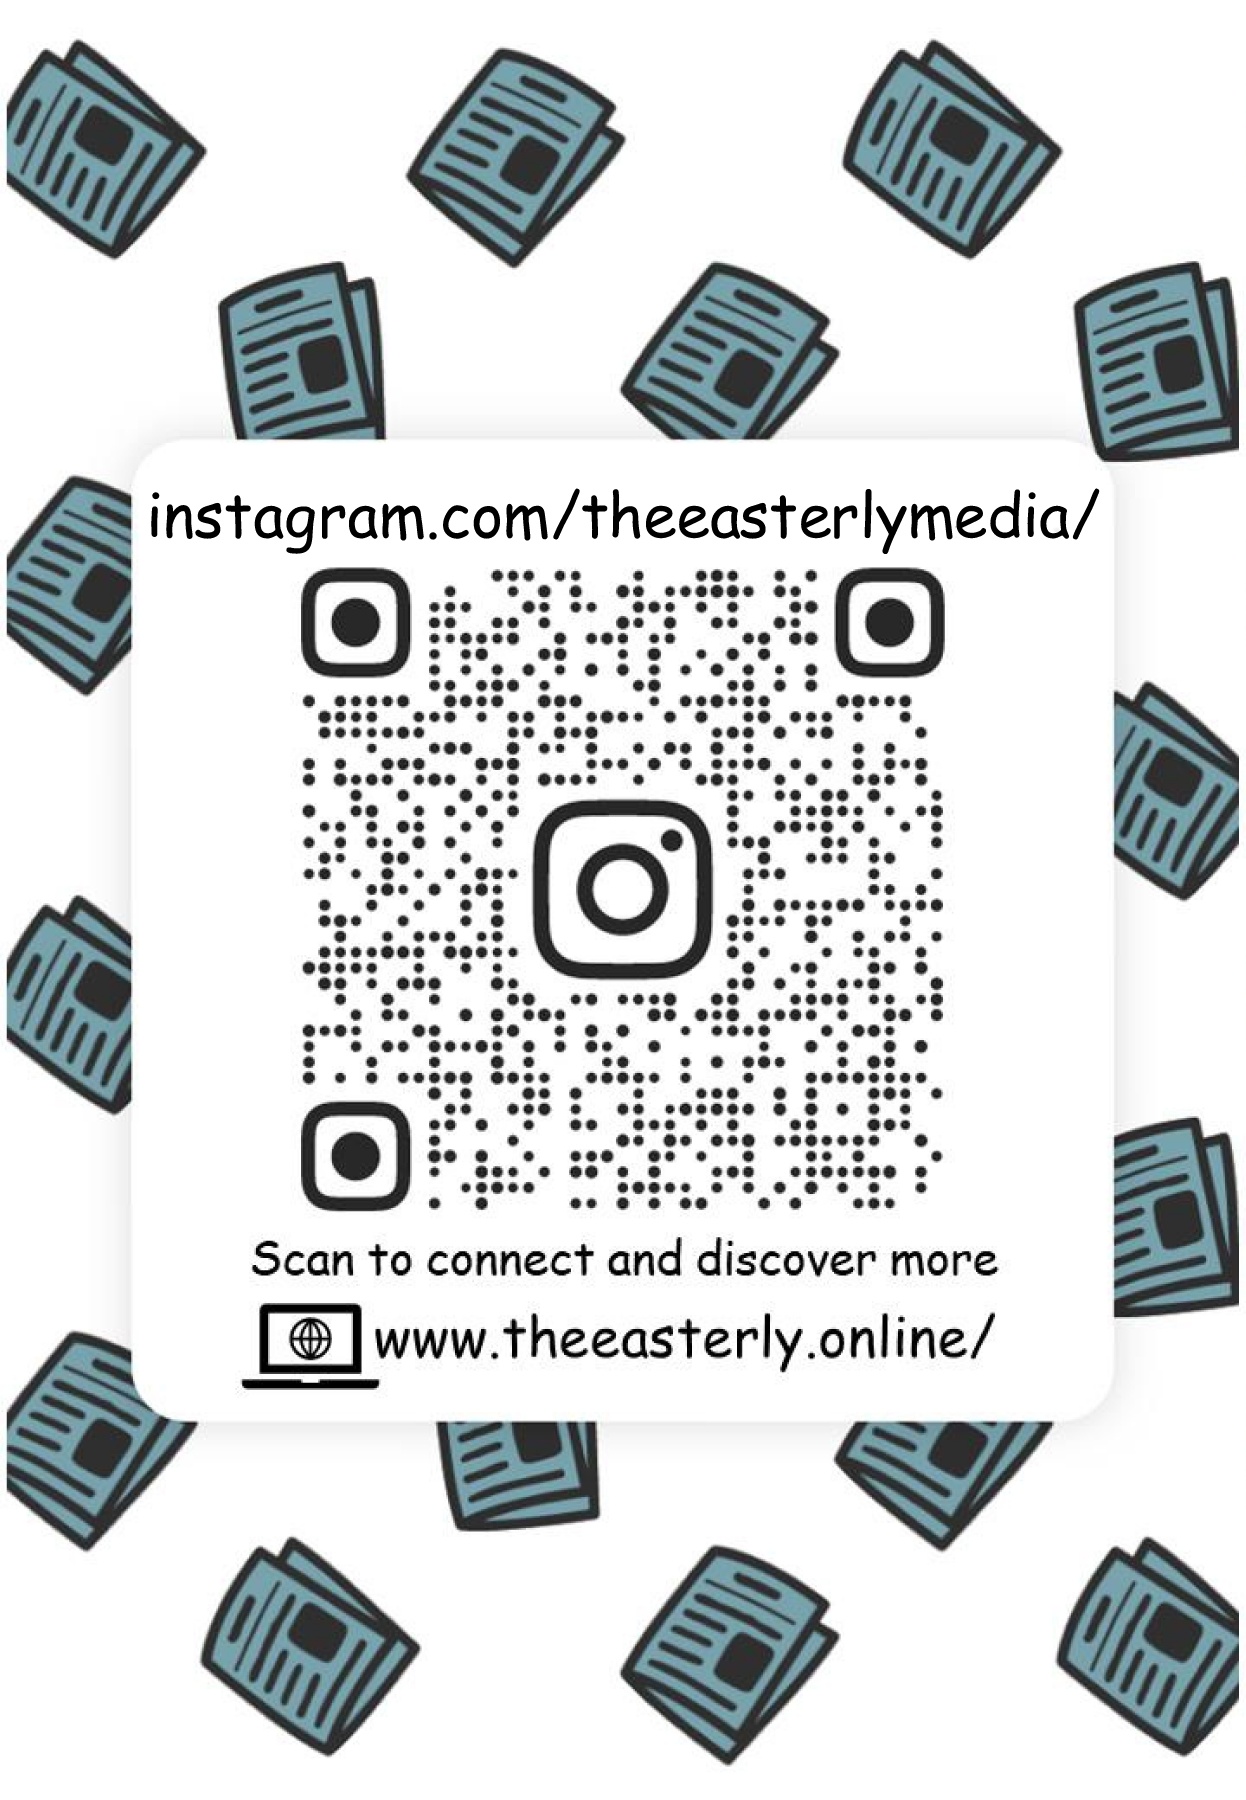 instagram.com/theeasterlymedia/
Scan to connect and discover more
www.theeasterly.online/